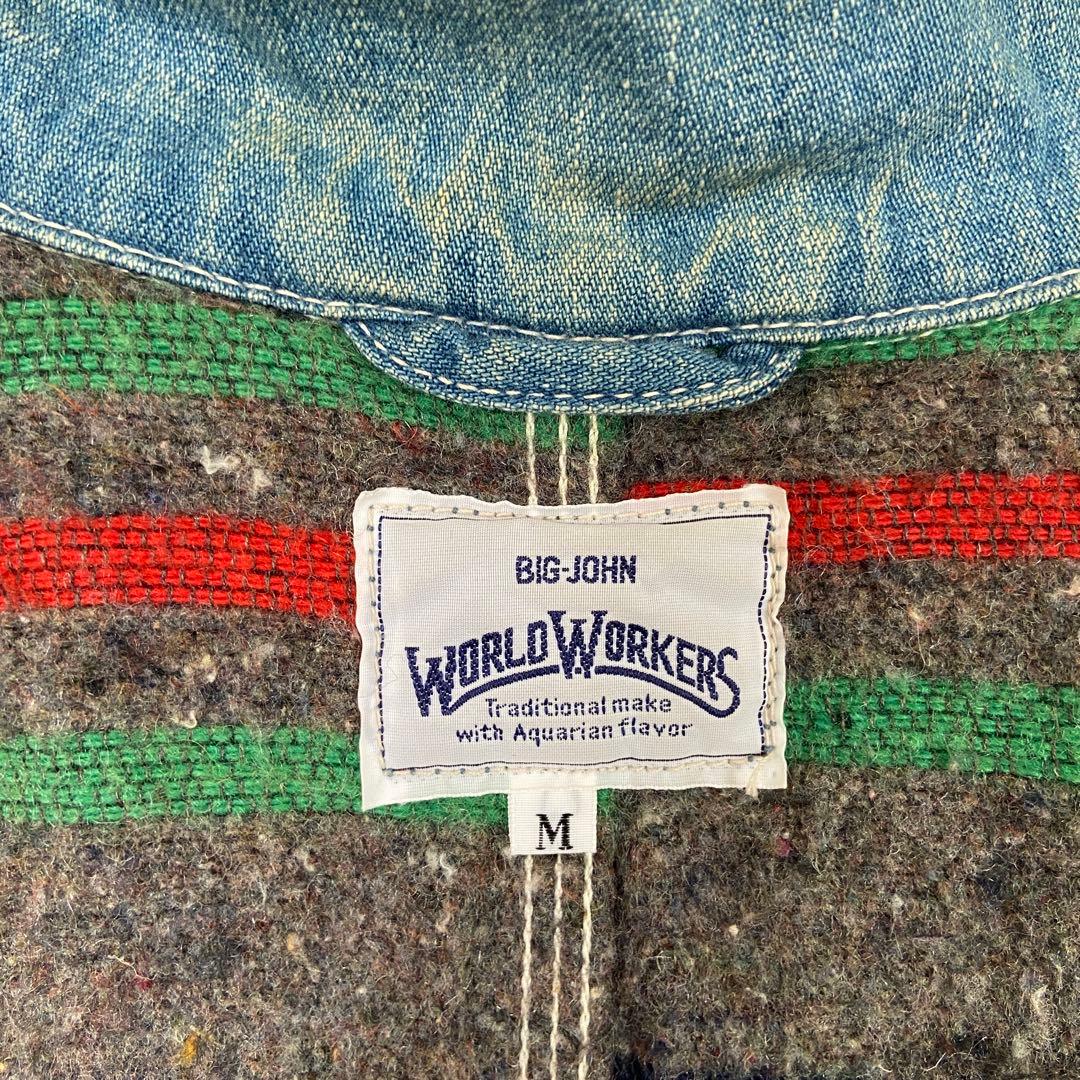 BIG-JOHN
WORLD WORKERS
Traditional make
with Aquarian flavor
M